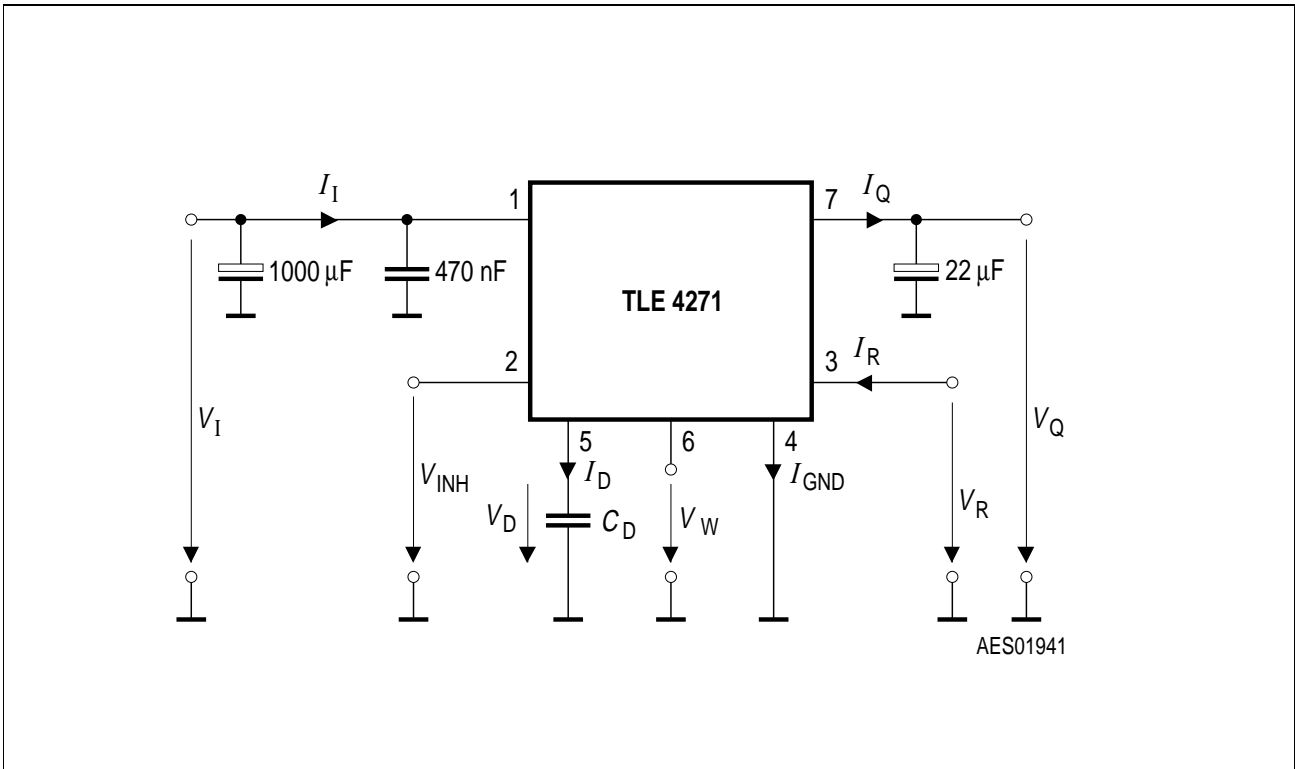 I_I
1
7
I_Q
1000 µF
470 nF
22 µF
TLE 4271
2
3
I_R
V_I
V_INH
5
6
4
I_D
I_GND
V_D
C_D
V_W
V_R
V_Q
AES01941